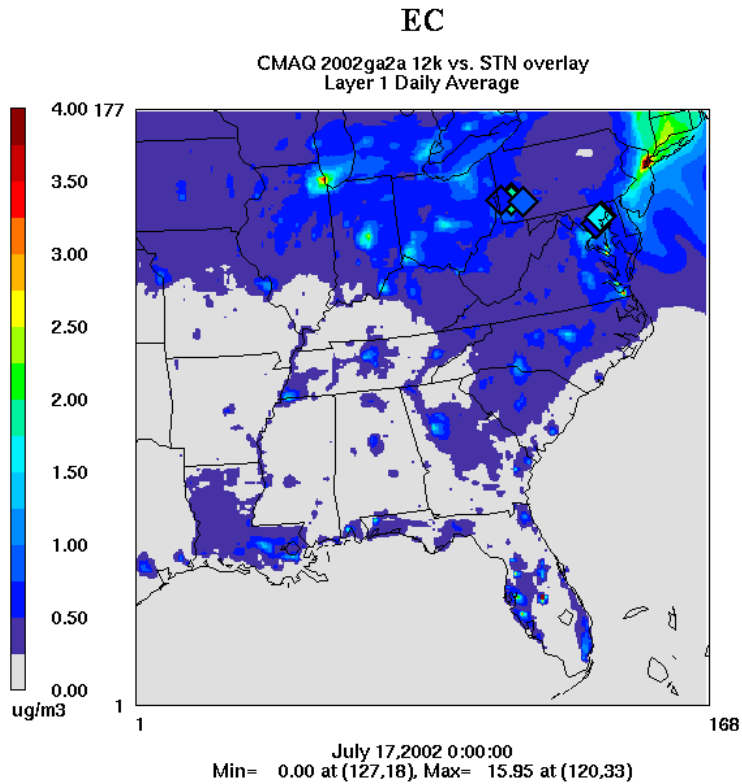 EC
CMAQ 2002ga2a 12k vs. STN overlay
Layer 1 Daily Average
4.00
3.50
3.00
2.50
2.00
1.50
1.00
0.50
0.00
ug/m3
177
1
1
168
July 17,2002 0:00:00
Min= 0.00 at (127,18), Max= 15.95 at (120,33)